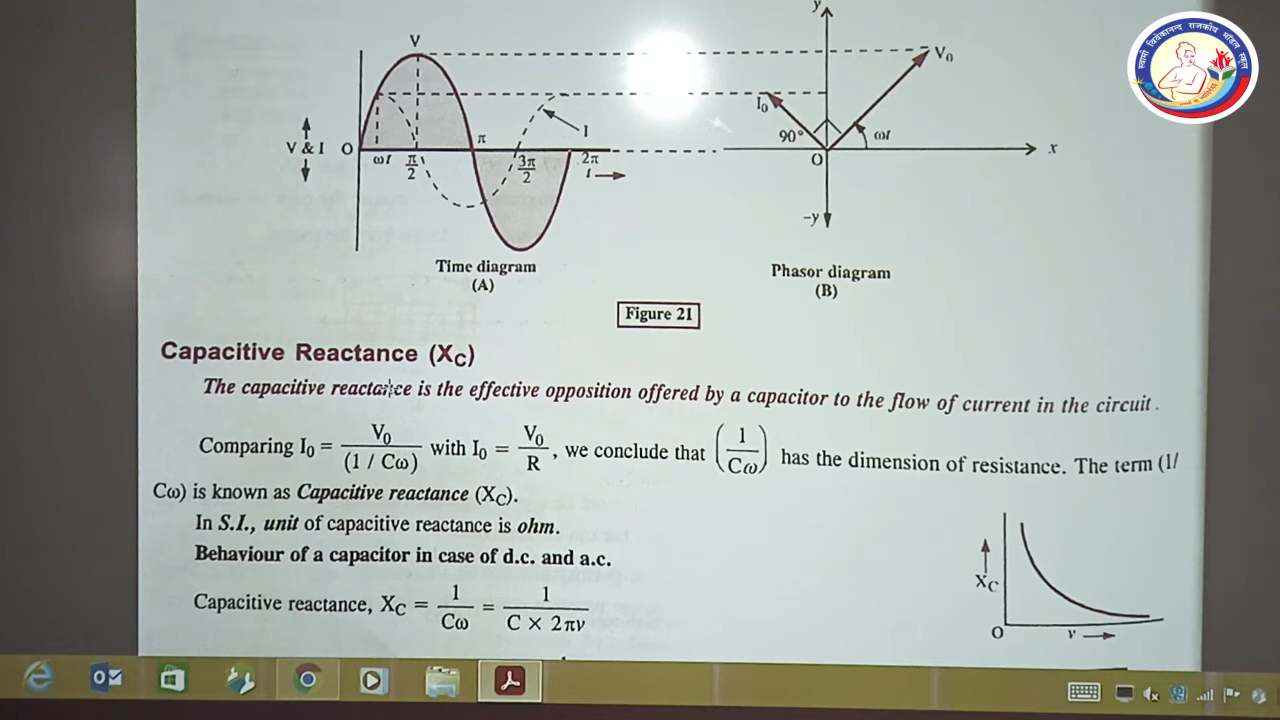 V
y
V₀
I₀
I
V & I
O
ωt
π/2
π
3π/2
2π
t
90°
ωt
O
x
–y
Time diagram
(A)
Phasor diagram
(B)
Figure 21
स्वामी विवेकानन्द राजकीय मॉडल स्कूल
Capacitive Reactance (X_C)
The capacitive reactance is the effective opposition offered by a capacitor to the flow of current in the circuit.
Comparing I₀ = V₀/(1 / Cω) with I₀ = V₀/R, we conclude that (1/Cω) has the dimension of resistance. The term (1/
Cω) is known as Capacitive reactance (X_C).
In S.I., unit of capacitive reactance is ohm.
Behaviour of a capacitor in case of d.c. and a.c.
Capacitive reactance, X_C = 1/Cω = 1/(C × 2πν)
X_C
O
ν